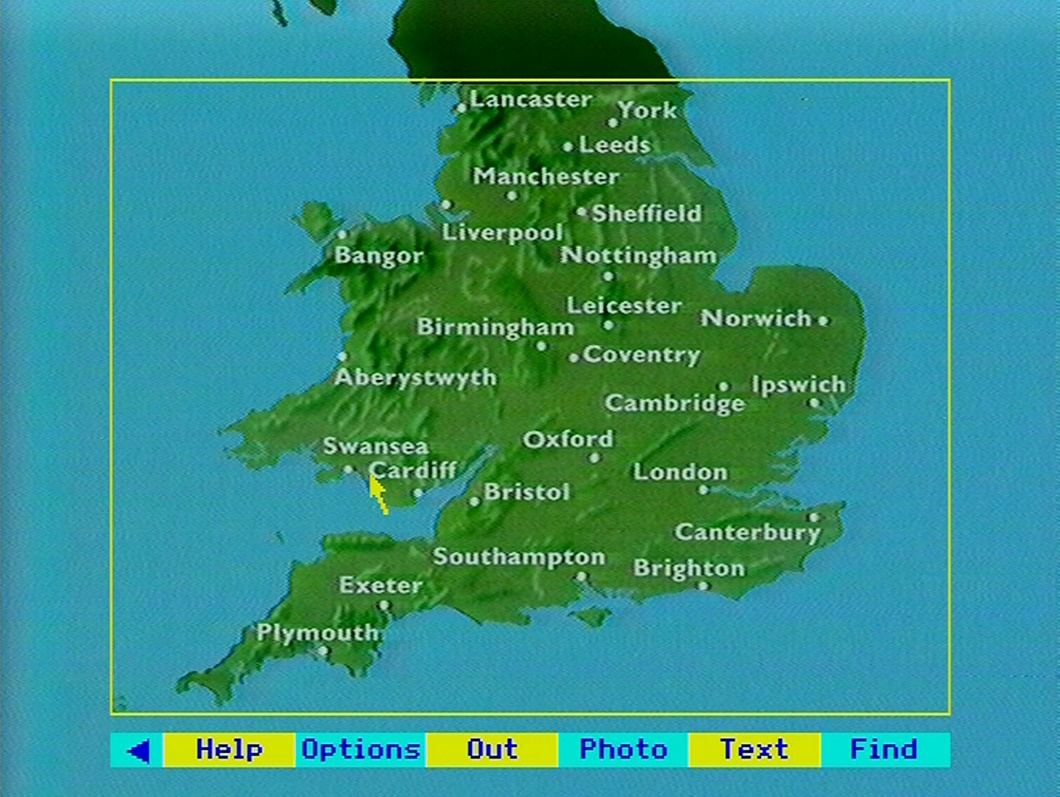 Lancaster
York
Leeds
Manchester
Sheffield
Liverpool
Bangor
Nottingham
Leicester
Norwich
Birmingham
Coventry
Aberystwyth
Ipswich
Cambridge
Swansea
Oxford
Cardiff
London
Bristol
Canterbury
Southampton
Brighton
Exeter
Plymouth
Help Options Out Photo Text Find